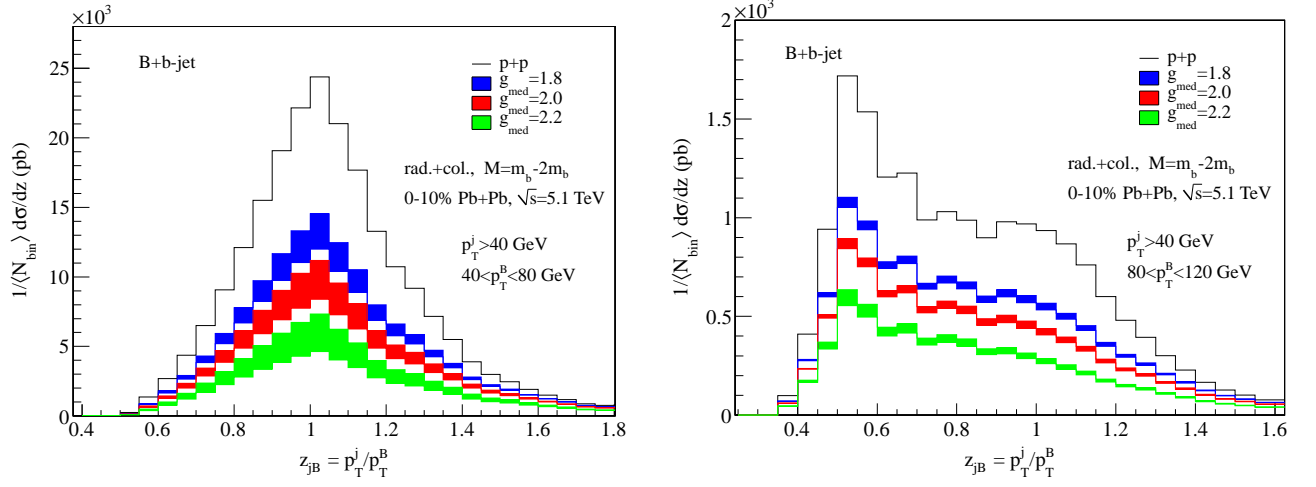 ×10³
B+b-jet
p+p
g_med=1.8
g_med=2.0
g_med=2.2
rad.+col., M=m_b-2m_b
0-10% Pb+Pb, √s=5.1 TeV
p_T^j>40 GeV
40<p_T^B<80 GeV
1/⟨N_bin⟩ dσ/dz (pb)
25
20
15
10
5
0
0.4 0.6 0.8 1 1.2 1.4 1.6 1.8
z_jB = p_T^j/p_T^B
×10³
B+b-jet
p+p
g_med=1.8
g_med=2.0
g_med=2.2
rad.+col., M=m_b-2m_b
0-10% Pb+Pb, √s=5.1 TeV
p_T^j>40 GeV
80<p_T^B<120 GeV
1/⟨N_bin⟩ dσ/dz (pb)
2
1.5
1
0.5
0
0.4 0.6 0.8 1 1.2 1.4 1.6
z_jB = p_T^j/p_T^B